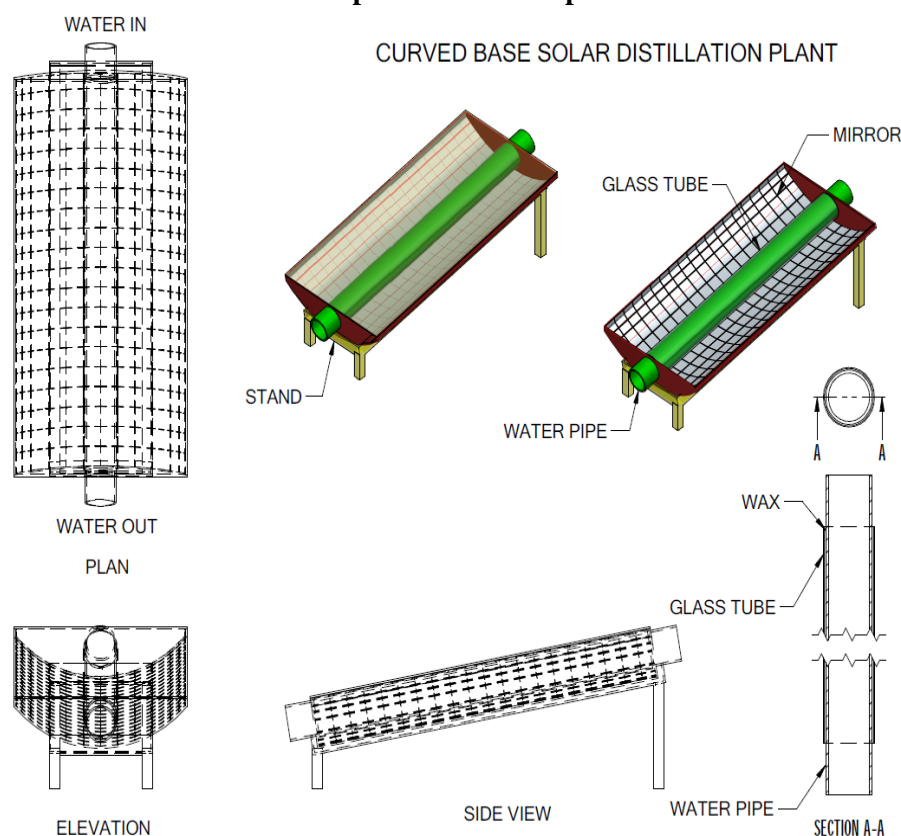 WATER IN
CURVED BASE SOLAR DISTILLATION PLANT
MIRROR
GLASS TUBE
STAND
WATER PIPE
A A
WATER OUT
PLAN
WAX
GLASS TUBE
WATER PIPE
SIDE VIEW
ELEVATION
SECTION A-A